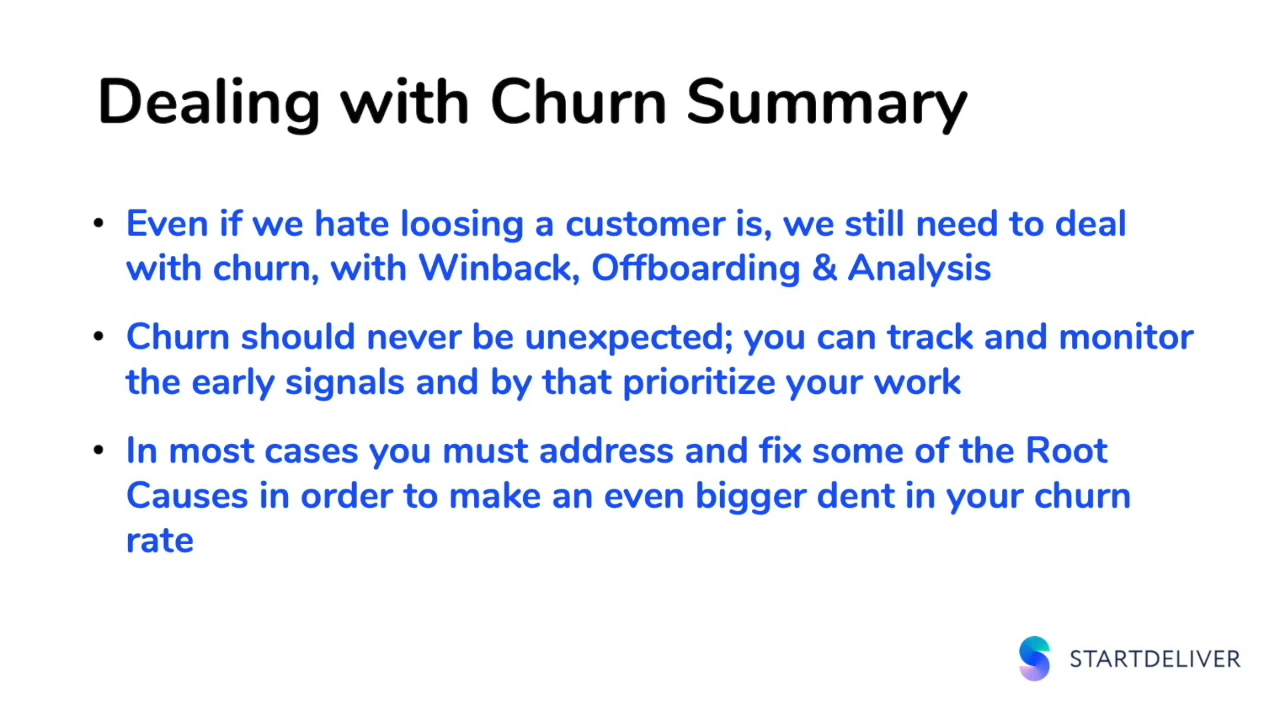 Dealing with Churn Summary
• Even if we hate loosing a customer is, we still need to deal
with churn, with Winback, Offboarding & Analysis
• Churn should never be unexpected; you can track and monitor
the early signals and by that prioritize your work
• In most cases you must address and fix some of the Root
Causes in order to make an even bigger dent in your churn
rate
STARTDELIVER